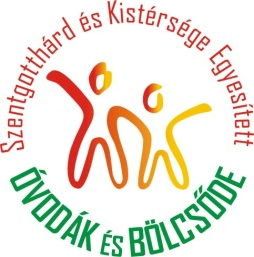 Szentgotthárd és Kistérsége Egyesített
ÓVODÁK ÉS BÖLCSŐDE